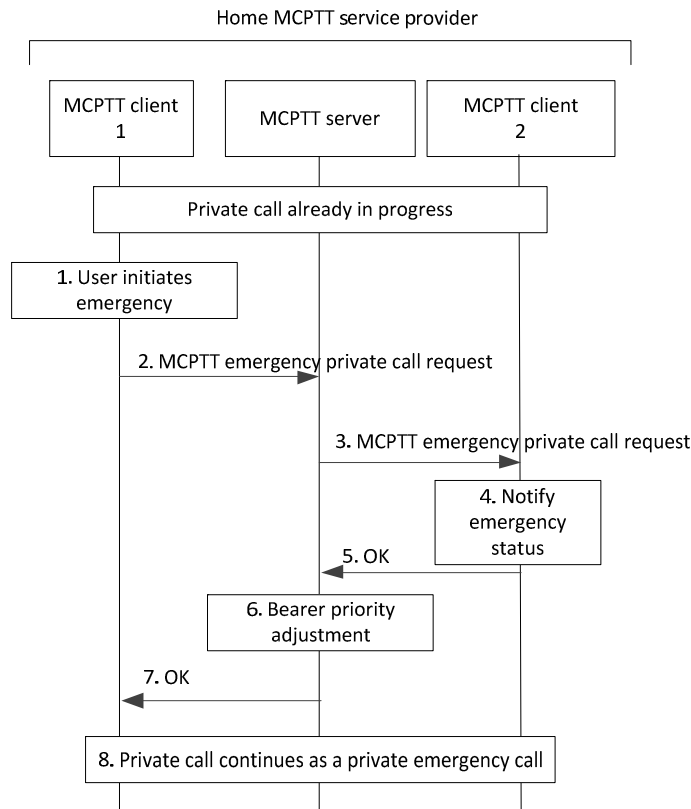 Home MCPTT service provider
MCPTT client
1
MCPTT server
MCPTT client
2
Private call already in progress
1. User initiates
emergency
2. MCPTT emergency private call request
3. MCPTT emergency private call request
4. Notify
emergency
status
5. OK
6. Bearer priority
adjustment
7. OK
8. Private call continues as a private emergency call